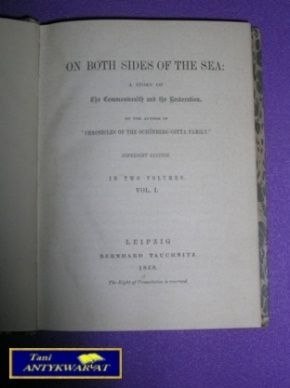 ON BOTH SIDES OF THE SEA:
A STORY OF
The Commonwealth and the Restoration.
BY THE AUTHOR OF
"CHRONICLES OF THE SCHÖNBERG-COTTA FAMILY."
COPYRIGHT EDITION.
IN TWO VOLUMES.
VOL. I.
LEIPZIG
BERNHARD TAUCHNITZ
1868.
The Right of Translation is reserved.
Tani
ANTYKWARIAT